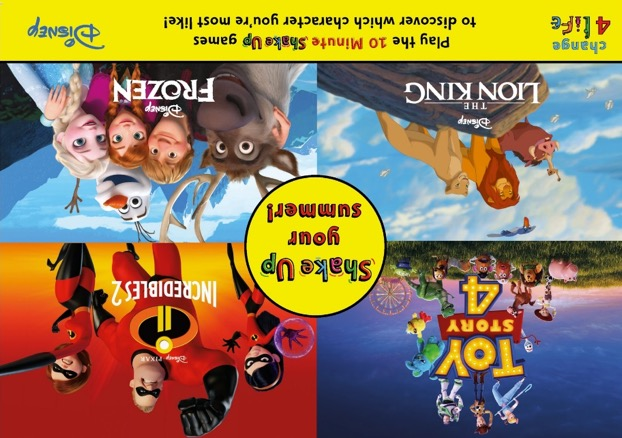 TOY
STORY
4
Disney · PIXAR
INCREDIBLES 2
Shake Up
your
summer!
Disney
THE
LION KING
Disney
FROZEN
change
4 life
Play the 10 Minute Shake Up games
to discover which character you're most like!
Disney